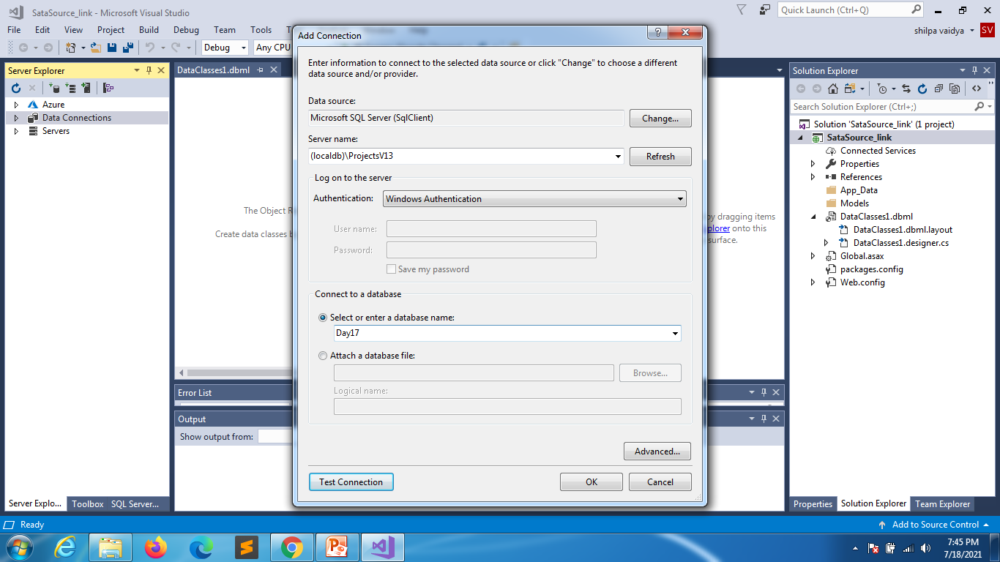 SataSource_link - Microsoft Visual Studio
Quick Launch (Ctrl+Q)
File Edit View Project Build Debug Team Tools
shilpa vaidya SV
Debug Any CPU
Server Explorer
Azure
Data Connections
Servers
DataClasses1.dbml
The Object R
Create data classes b
by dragging items
plorer onto this
surface.
Add Connection
Enter information to connect to the selected data source or click "Change" to choose a different
data source and/or provider.
Data source:
Microsoft SQL Server (SqlClient)
Change...
Server name:
(localdb)\ProjectsV13
Refresh
Log on to the server
Authentication: Windows Authentication
User name:
Password:
Save my password
Connect to a database
Select or enter a database name:
Day17
Attach a database file:
Browse...
Logical name:
Advanced...
Test Connection
OK
Cancel
Error List
Output
Show output from:
Solution Explorer
Search Solution Explorer (Ctrl+;)
Solution 'SataSource_link' (1 project)
SataSource_link
Connected Services
Properties
References
App_Data
Models
DataClasses1.dbml
DataClasses1.dbml.layout
DataClasses1.designer.cs
Global.asax
packages.config
Web.config
Server Explo... Toolbox SQL Server...
Properties Solution Explorer Team Explorer
Ready
Add to Source Control
7:45 PM
7/18/2021